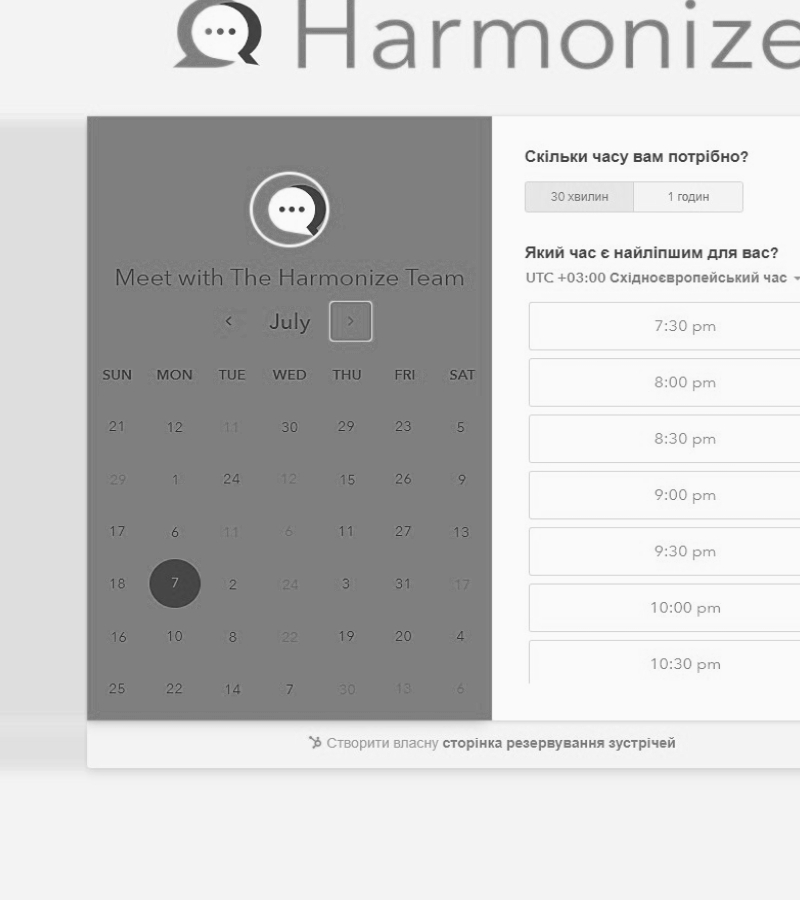 Harmonize
Meet with The Harmonize Team
July
SUN MON TUE WED THU FRI SAT
21 12 11 30 29 23 5
29 1 24 12 15 26 9
17 6 11 6 11 27 13
18 7 2 24 3 31 17
16 10 8 22 19 20 4
25 22 14 7 30 13 6
Скільки часу вам потрібно?
30 хвилин 1 годин
Який час є найліпшим для вас?
UTC +03:00 Східноєвропейський час
7:30 pm
8:00 pm
8:30 pm
9:00 pm
9:30 pm
10:00 pm
10:30 pm
Створити власну сторінка резервування зустрічей